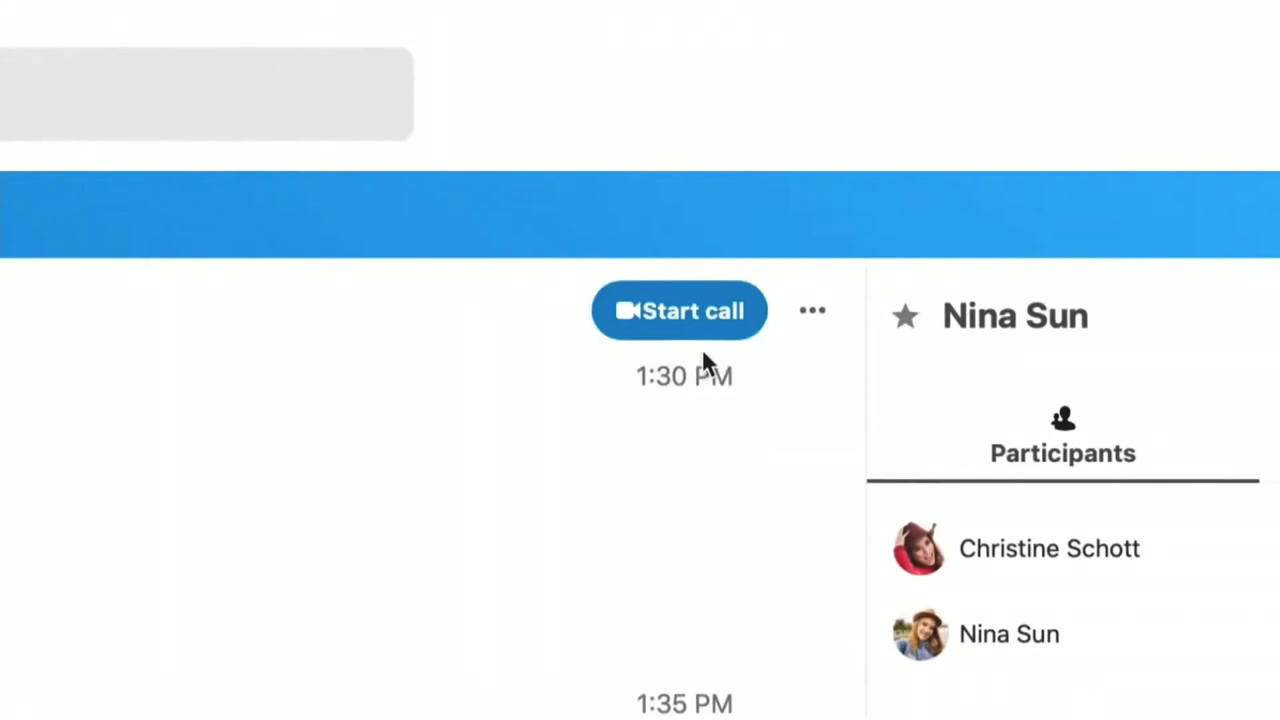 Start call
1:30 PM
Nina Sun
Participants
Christine Schott
Nina Sun
1:35 PM